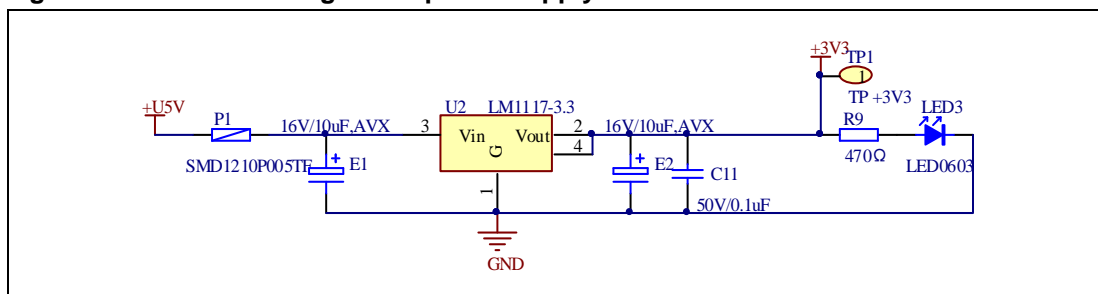 +3V3
TP1
1
+U5V
P1
U2
LM1117-3.3
TP +3V3
LED3
16V/10uF,AVX
3
Vin
Vout
2
16V/10uF,AVX
R9
4
G
SMD1210P005TF
E1
E2
C11
470Ω
LED0603
1
50V/0.1uF
GND